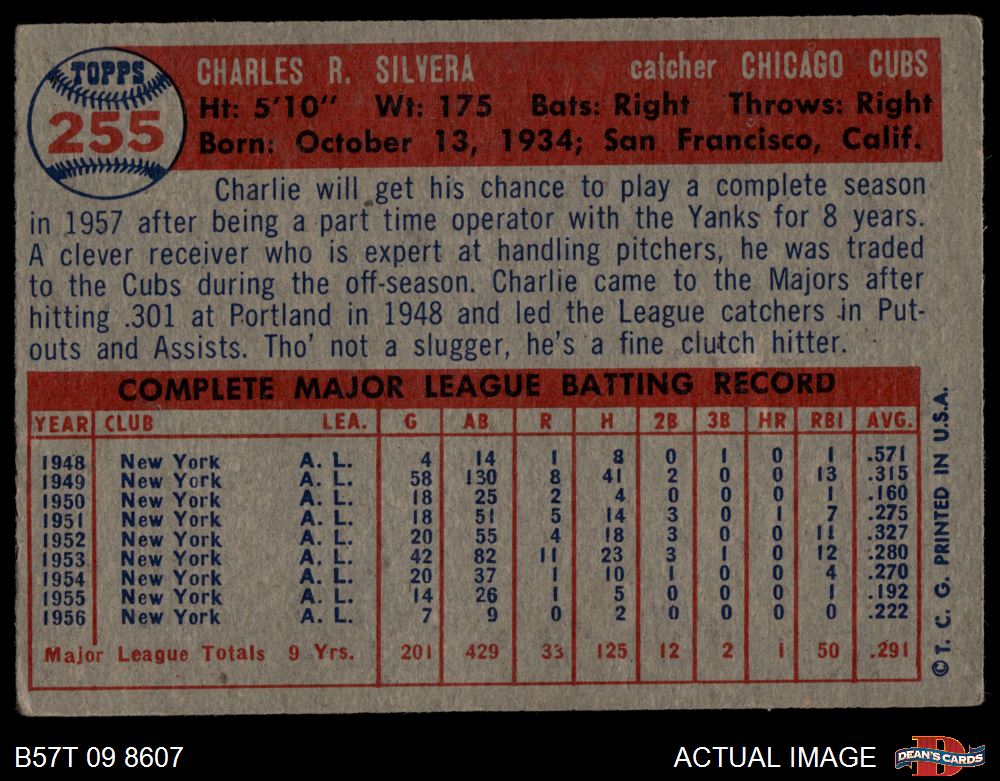 TOPPS
255
CHARLES R. SILVERA catcher CHICAGO CUBS
Ht: 5'10" Wt: 175 Bats: Right Throws: Right
Born: October 13, 1934; San Francisco, Calif.
Charlie will get his chance to play a complete season
in 1957 after being a part time operator with the Yanks for 8 years.
A clever receiver who is expert at handling pitchers, he was traded
to the Cubs during the off-season. Charlie came to the Majors after
hitting .301 at Portland in 1948 and led the League catchers in Put-
outs and Assists. Tho' not a slugger, he's a fine clutch hitter.
COMPLETE MAJOR LEAGUE BATTING RECORD
YEAR CLUB LEA. G AB R H 2B 3B HR RBI AVG.
1948 New York A. L. 4 14 1 8 0 1 0 1 .571
1949 New York A. L. 58 130 8 41 2 0 0 13 .315
1950 New York A. L. 18 25 2 4 0 0 0 1 .160
1951 New York A. L. 18 51 5 14 3 0 1 7 .275
1952 New York A. L. 20 55 4 18 3 0 0 11 .327
1953 New York A. L. 42 82 11 23 3 1 0 12 .280
1954 New York A. L. 20 37 1 10 1 0 0 4 .270
1955 New York A. L. 14 26 1 5 0 0 0 1 .192
1956 New York A. L. 7 9 0 2 0 0 0 0 .222
Major League Totals 9 Yrs. 201 429 33 125 12 2 1 50 .291
© T. C. G. PRINTED IN U.S.A.
B57T 09 8607
ACTUAL IMAGE
D
DEAN'S CARDS